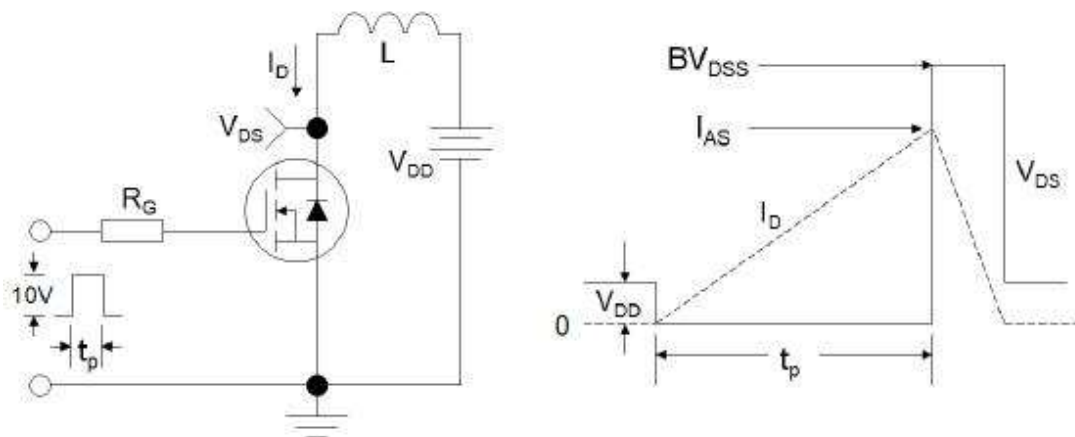 L
I_D
V_DS
V_DD
R_G
10V
t_p
BV_DSS
I_AS
V_DS
I_D
V_DD
0
t_p